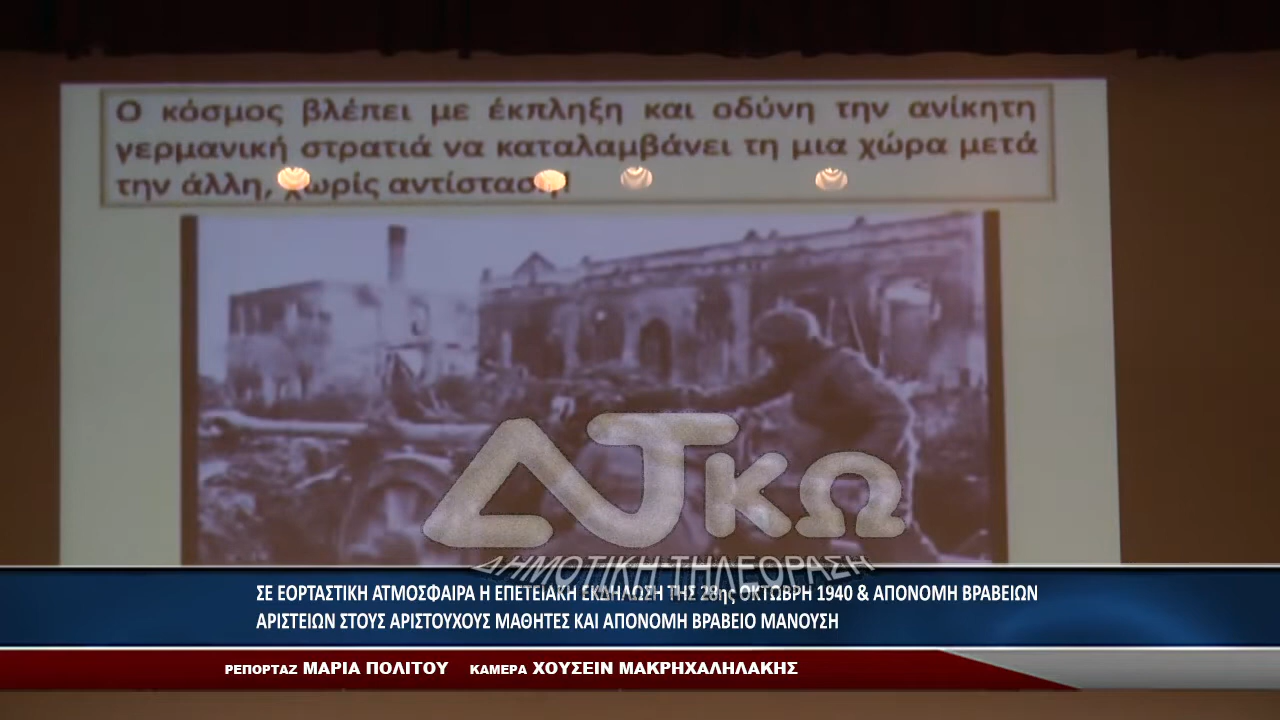 Ο κόσμος βλέπει με έκπληξη και οδύνη την ανίκητη
γερμανική στρατιά να καταλαμβάνει τη μια χώρα μετά
την άλλη, χωρίς αντίσταση!
ΔΤΚΩ
ΔΗΜΟΤΙΚΗ ΤΗΛΕΟΡΑΣΗ
ΣΕ ΕΟΡΤΑΣΤΙΚΗ ΑΤΜΟΣΦΑΙΡΑ Η ΕΠΕΤΕΙΑΚΗ ΕΚΔΗΛΩΣΗ ΤΗΣ 28ης ΟΚΤΩΒΡΗ 1940 & ΑΠΟΝΟΜΗ ΒΡΑΒΕΙΩΝ
ΑΡΙΣΤΕΙΩΝ ΣΤΟΥΣ ΑΡΙΣΤΟΥΧΟΥΣ ΜΑΘΗΤΕΣ ΚΑΙ ΑΠΟΝΟΜΗ ΒΡΑΒΕΙΟ ΜΑΝΟΥΣΗ
ΡΕΠΟΡΤΑΖ ΜΑΡΙΑ ΠΟΛΙΤΟΥ ΚΑΜΕΡΑ ΧΟΥΣΕΙΝ ΜΑΚΡΗΧΑΛΗΛΑΚΗΣ